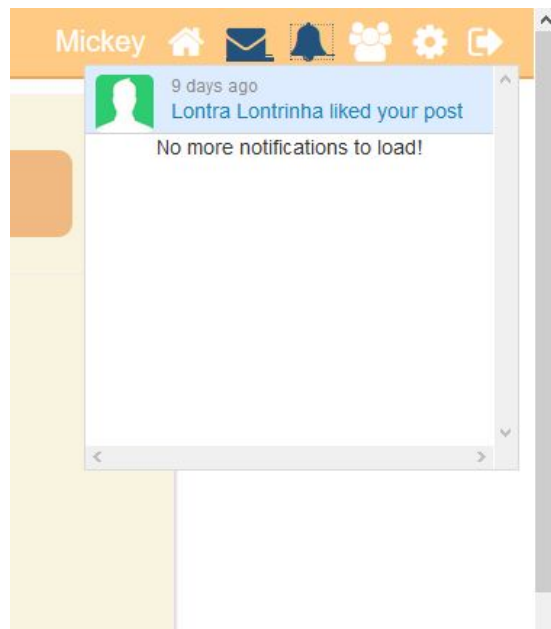 Mickey
9 days ago
Lontra Lontrinha liked your post
No more notifications to load!